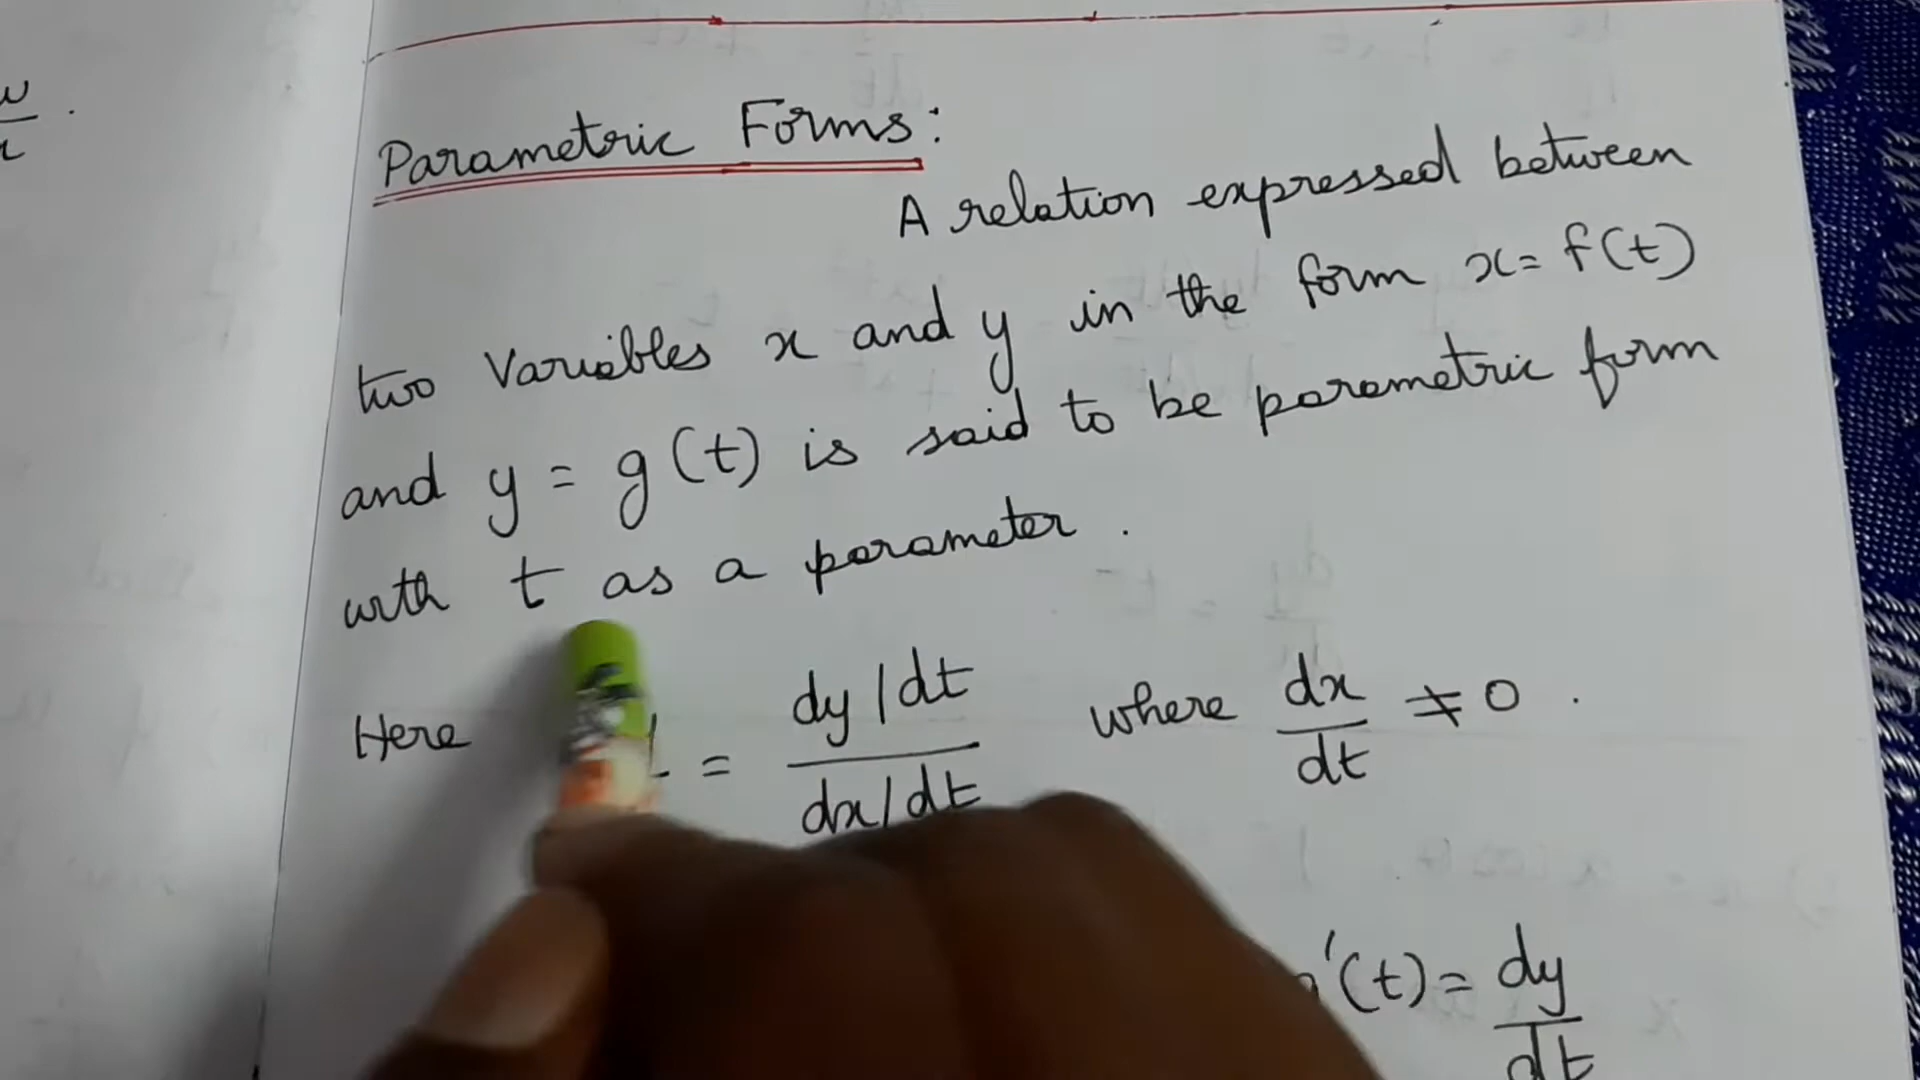 Parametric Forms:
A relation expressed between
two variables x and y in the form x = f(t)
and y = g(t) is said to be parametric form
with t as a parameter.
Here = dy/dt / dx/dt where dx/dt ≠ 0.
'(t) = dy/dt